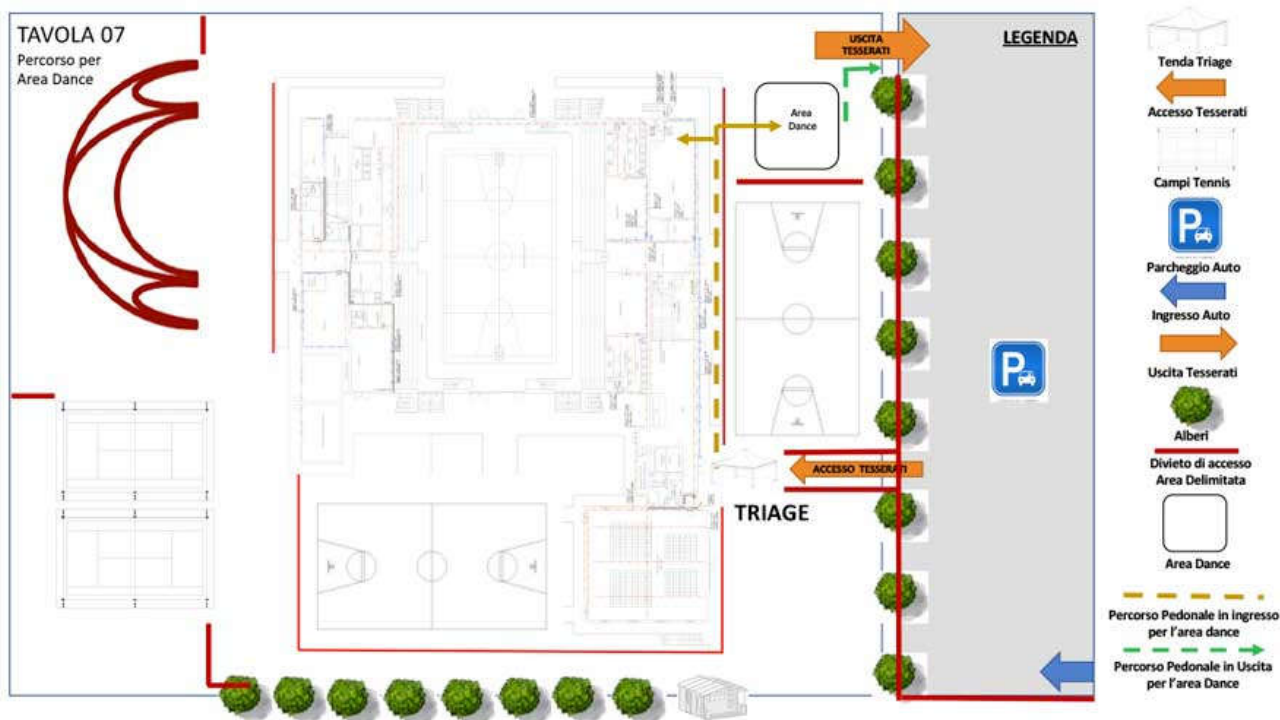 TAVOLA 07
Percorso per
Area Dance
USCITA
TESSERATI
Area
Dance
ACCESSO TESSERATI
TRIAGE
LEGENDA
Tenda Triage
Accesso Tesserati
Campi Tennis
P
P
Parcheggio Auto
Ingresso Auto
Uscita Tesserati
Alberi
Divieto di accesso
Area Delimitata
Area Dance
Percorso Pedonale in ingresso
per l'area dance
Percorso Pedonale in Uscita
per l'area Dance